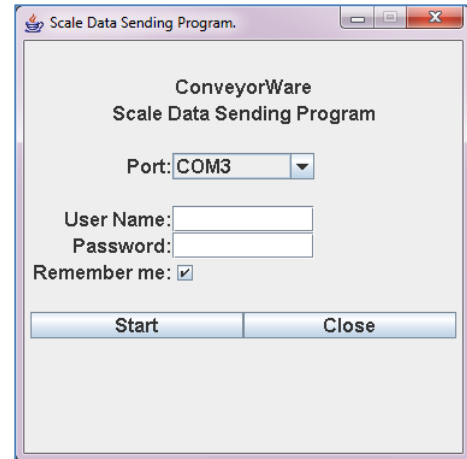 Scale Data Sending Program.
ConveyorWare
Scale Data Sending Program
Port: COM3
User Name:
Password:
Remember me:
Start Close